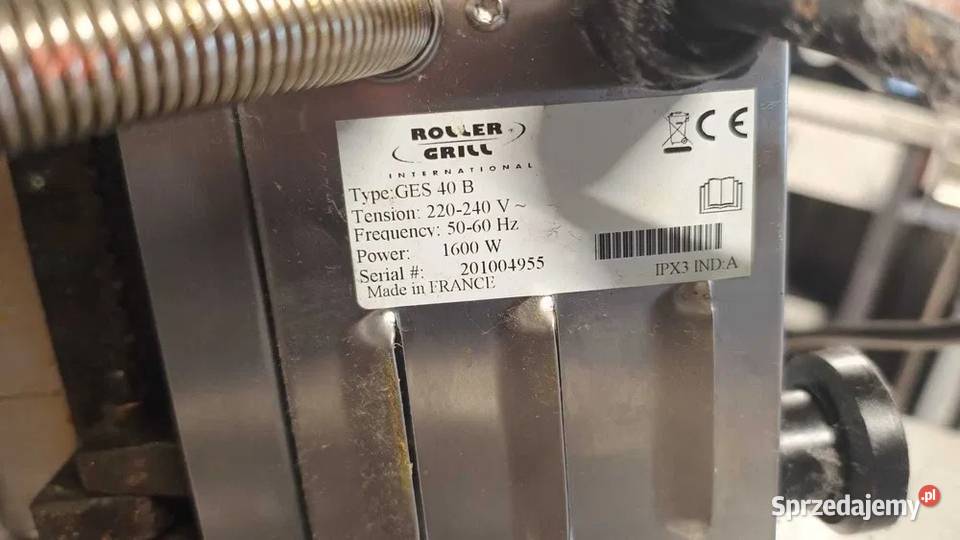 ROLLER
GRILL
INTERNATIONAL
CE
Type:GES 40 B
Tension: 220-240 V ~
Frequency: 50-60 Hz
Power: 1600 W
Serial #: 201004955
Made in FRANCE
IPX3 IND:A
Sprzedajemy.pl